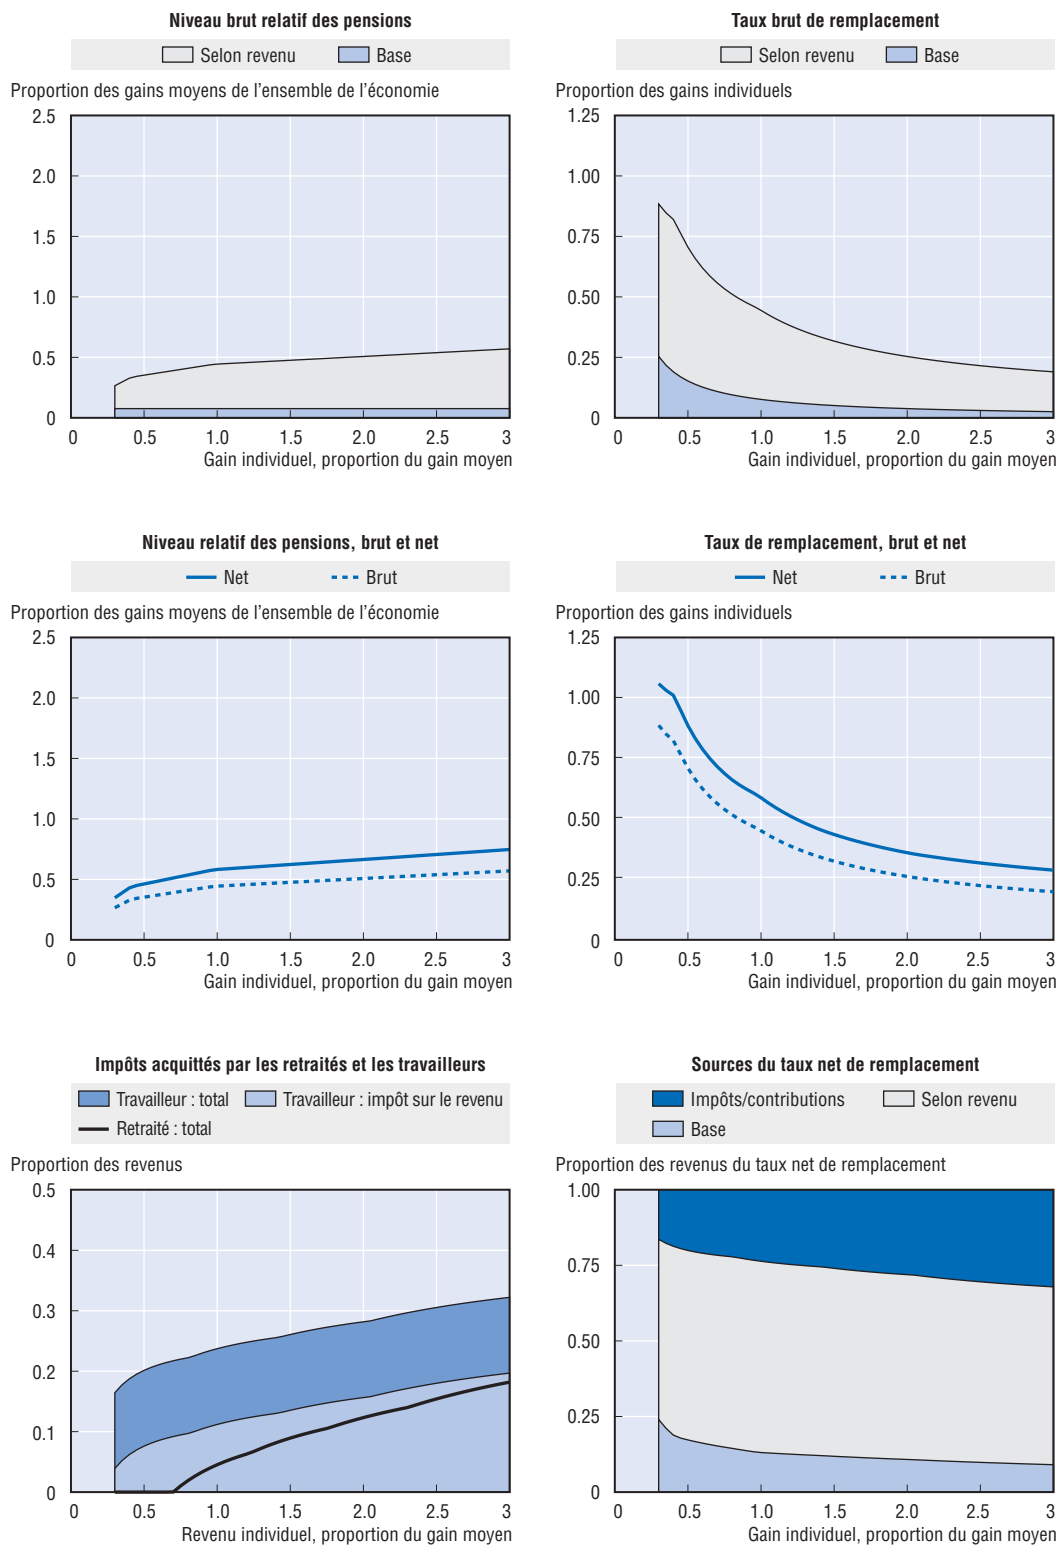 Niveau brut relatif des pensions
Selon revenu Base
Proportion des gains moyens de l'ensemble de l'économie
2.5
2.0
1.5
1.0
0.5
0
0 0.5 1.0 1.5 2.0 2.5 3
Gain individuel, proportion du gain moyen
Taux brut de remplacement
Selon revenu Base
Proportion des gains individuels
1.25
1.00
0.75
0.50
0.25
0
0 0.5 1.0 1.5 2.0 2.5 3
Gain individuel, proportion du gain moyen
Niveau relatif des pensions, brut et net
Net Brut
Proportion des gains moyens de l'ensemble de l'économie
2.5
2.0
1.5
1.0
0.5
0
0 0.5 1.0 1.5 2.0 2.5 3
Gain individuel, proportion du gain moyen
Taux de remplacement, brut et net
Net Brut
Proportion des gains individuels
1.25
1.00
0.75
0.50
0.25
0
0 0.5 1.0 1.5 2.0 2.5 3
Gain individuel, proportion du gain moyen
Impôts acquittés par les retraités et les travailleurs
Travailleur : total Travailleur : impôt sur le revenu
Retraité : total
Proportion des revenus
0.5
0.4
0.3
0.2
0.1
0
0 0.5 1.0 1.5 2.0 2.5 3
Revenu individuel, proportion du gain moyen
Sources du taux net de remplacement
Impôts/contributions Selon revenu
Base
Proportion des revenus du taux net de remplacement
1.00
0.75
0.50
0.25
0
0 0.5 1.0 1.5 2.0 2.5 3
Gain individuel, proportion du gain moyen